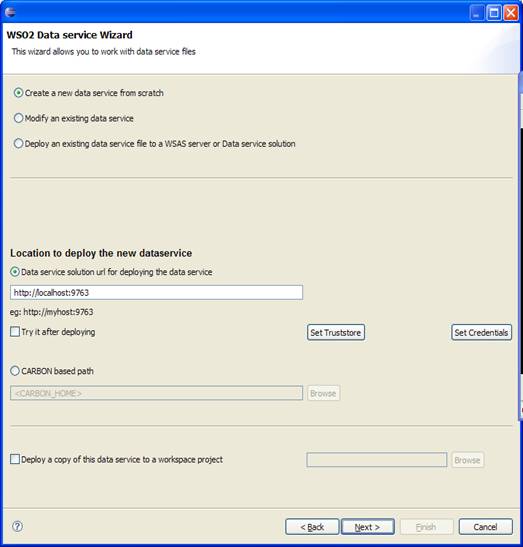 WSO2 Data service Wizard
This wizard allows you to work with data service files
Create a new data service from scratch
Modify an existing data service
Deploy an existing data service file to a WSAS server or Data service solution
Location to deploy the new dataservice
Data service solution url for deploying the data service
http://localhost:9763
eg: http://myhost:9763
Try it after deploying Set Truststore Set Credentials
CARBON based path
<CARBON_HOME> Browse
Deploy a copy of this data service to a workspace project Browse
? < Back Next > Finish Cancel